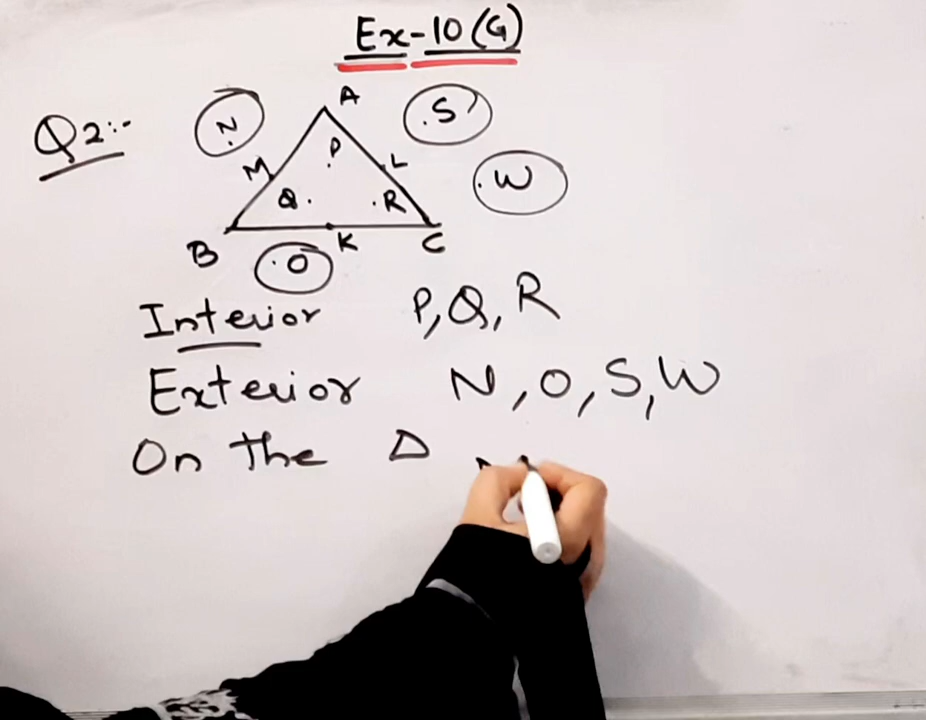 Ex-10(G)
Q2:-
A
N
.S
P
M
L
.W
Q.
.R
B
K
C
.O
Interior P,Q,R
Exterior N,O,S,W
On the Δ